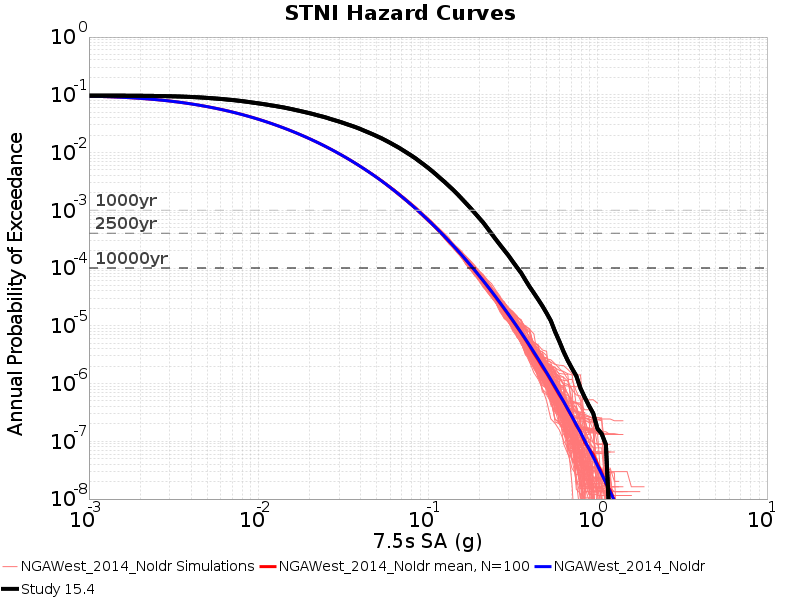 STNI Hazard Curves
Annual Probability of Exceedance
10^0
10^-1
10^-2
10^-3
10^-4
10^-5
10^-6
10^-7
10^-8
1000yr
2500yr
10000yr
10^-3 10^-2 10^-1 10^0 10^1
7.5s SA (g)
NGAWest_2014_NoIdr Simulations NGAWest_2014_NoIdr mean, N=100 NGAWest_2014_NoIdr
Study 15.4